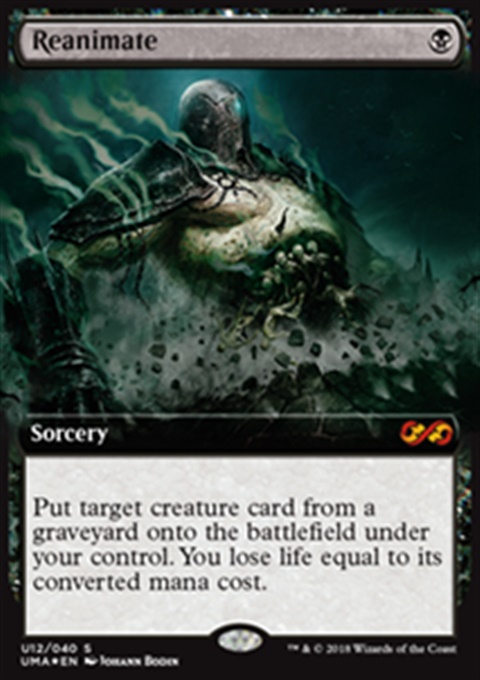 Reanimate
Sorcery
Put target creature card from a
graveyard onto the battlefield under
your control. You lose life equal to its
converted mana cost.
U12/040 S
™ & © 2018 Wizards of the Coast
UMA★EN Johann Bodin